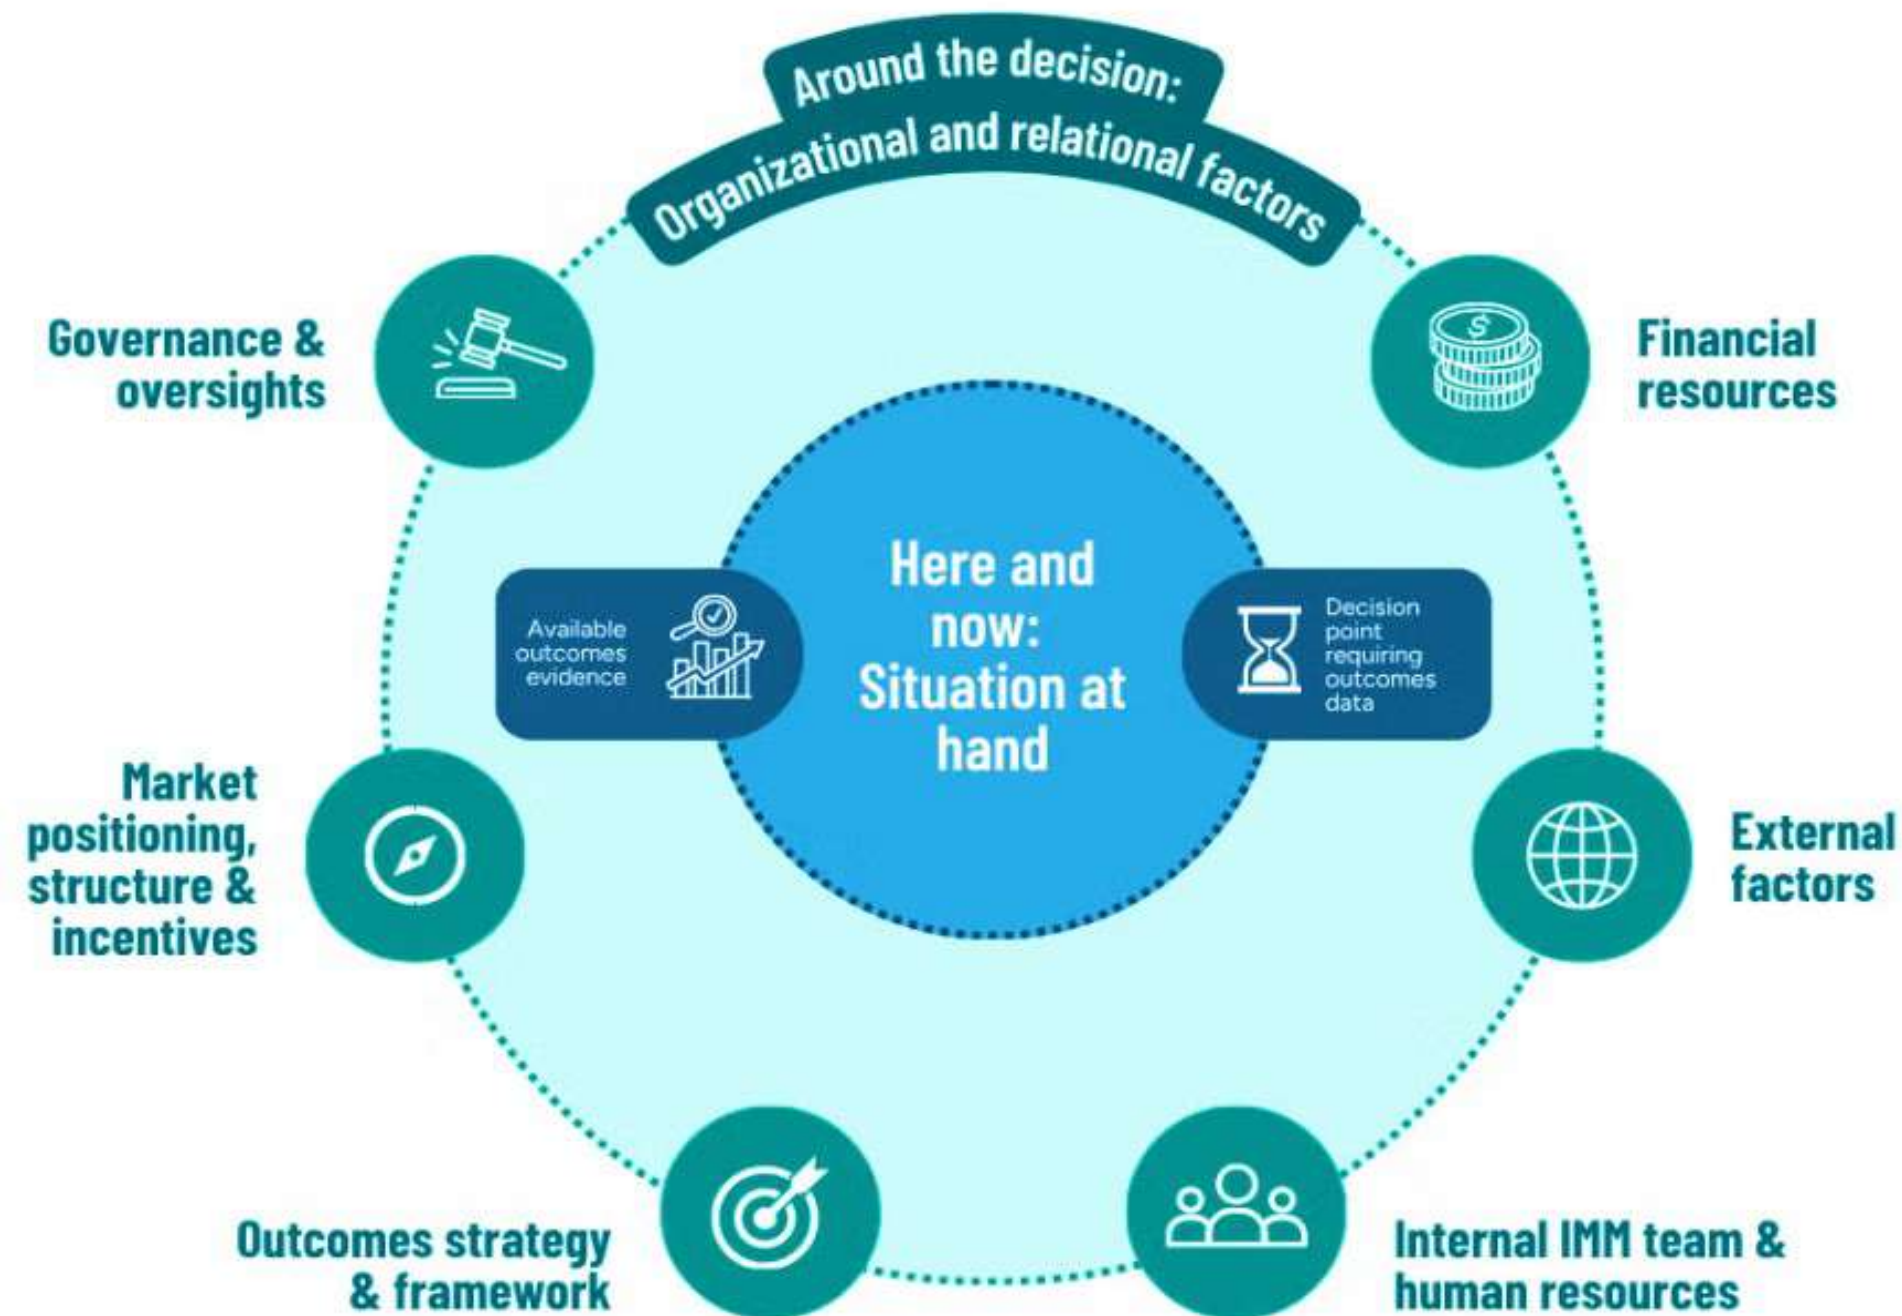 Around the decision:
Organizational and relational factors
Governance &
oversights
Financial
resources
Here and
now:
Situation at
hand
Available
outcomes
evidence
Decision
point
requiring
outcomes
data
Market
positioning,
structure &
incentives
External
factors
Outcomes strategy
& framework
Internal IMM team &
human resources
$